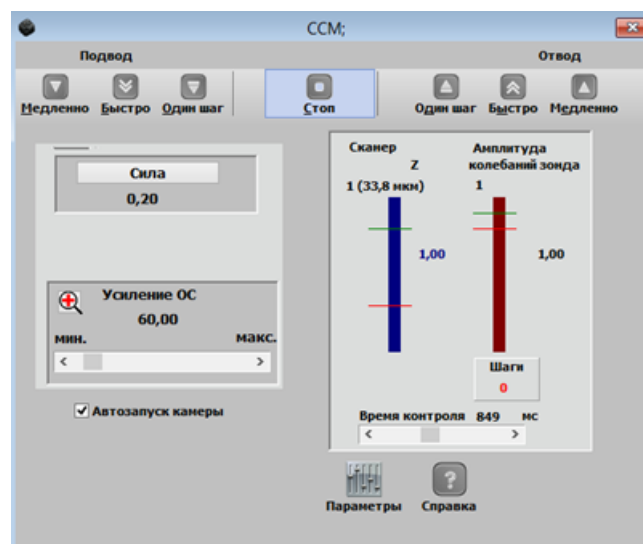 ССМ;
Подвод Отвод
Медленно Быстро Один шаг Стоп Один шаг Быстро Медленно
Сила
0,20
Усиление ОС
60,00
мин. макс.
Автозапуск камеры
Сканер Амплитуда
Z колебаний зонда
1 (33,8 мкм) 1
1,00 1,00
Шаги
0
Время контроля 849 мс
Параметры Справка